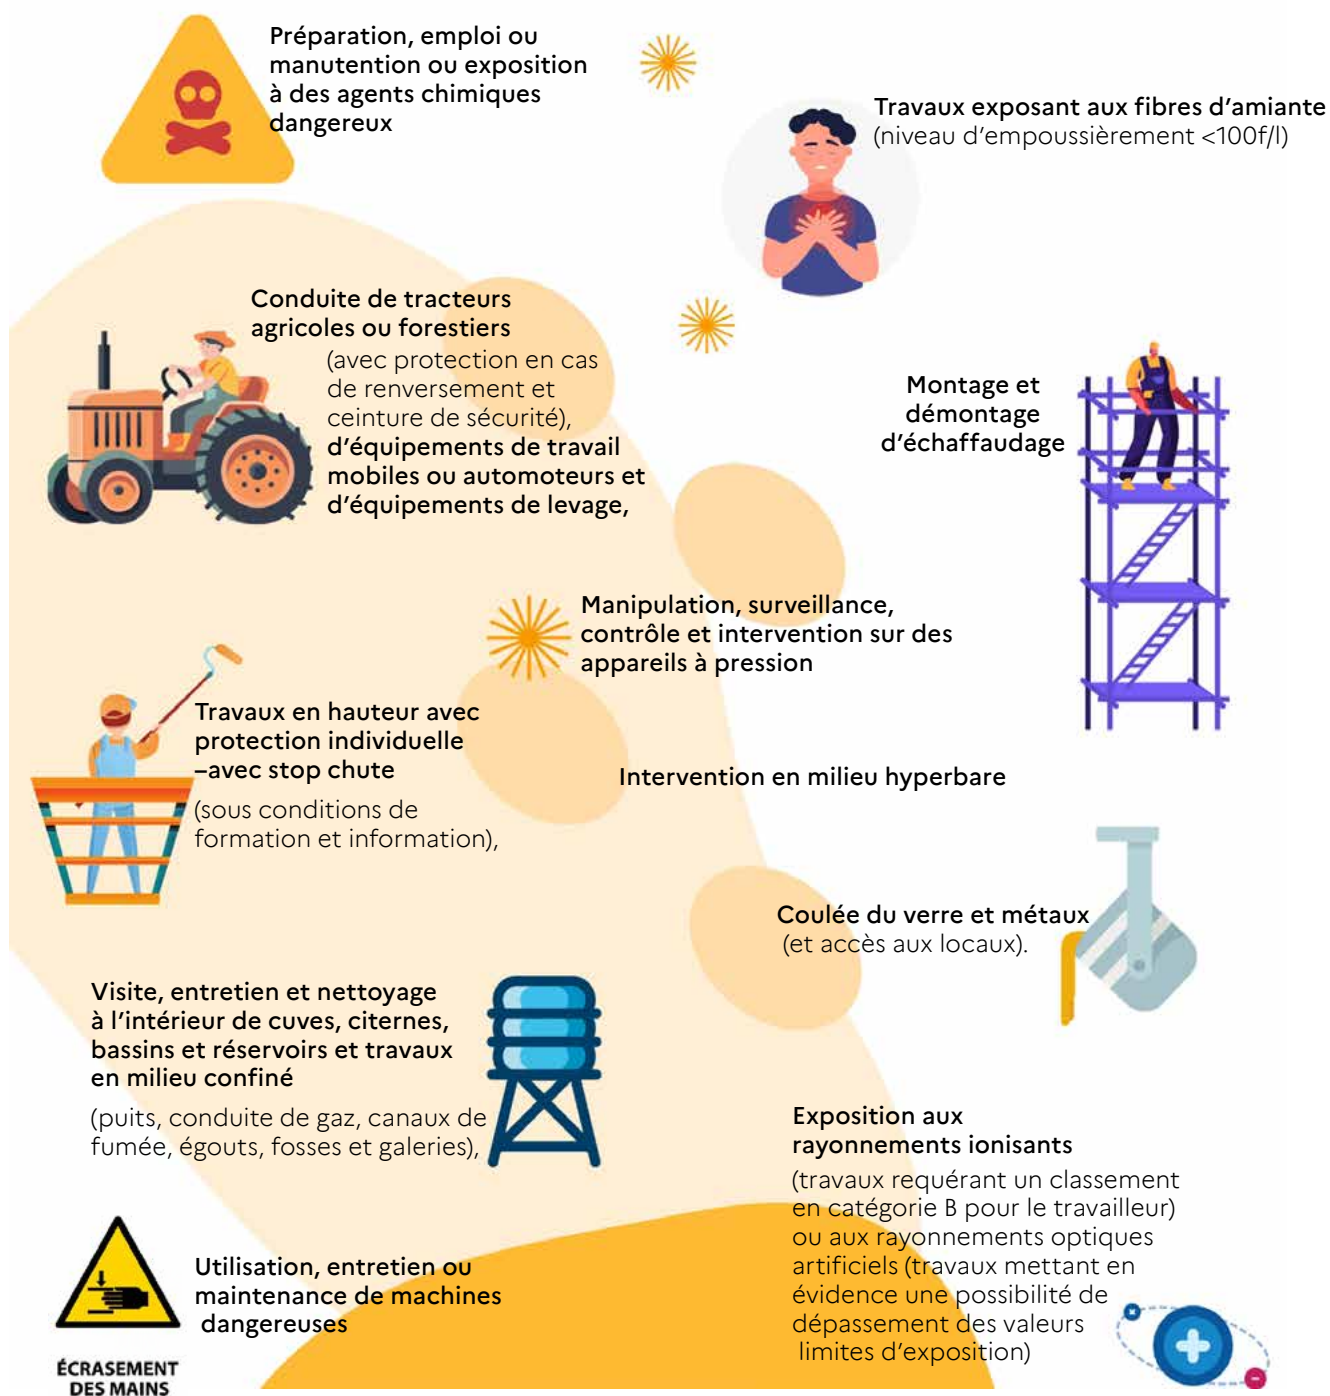 Préparation, emploi ou
manutention ou exposition
à des agents chimiques
dangereux
Travaux exposant aux fibres d'amiante
(niveau d'empoussièrement <100f/l)
Conduite de tracteurs
agricoles ou forestiers
(avec protection en cas
de renversement et
ceinture de sécurité),
d'équipements de travail
mobiles ou automoteurs et
d'équipements de levage,
Montage et
démontage
d'échaffaudage
Manipulation, surveillance,
contrôle et intervention sur des
appareils à pression
Travaux en hauteur avec
protection individuelle
–avec stop chute
(sous conditions de
formation et information),
Intervention en milieu hyperbare
Coulée du verre et métaux
(et accès aux locaux).
Visite, entretien et nettoyage
à l'intérieur de cuves, citernes,
bassins et réservoirs et travaux
en milieu confiné
(puits, conduite de gaz, canaux de
fumée, égouts, fosses et galeries),
Exposition aux
rayonnements ionisants
(travaux requérant un classement
en catégorie B pour le travailleur)
ou aux rayonnements optiques
artificiels (travaux mettant en
évidence une possibilité de
dépassement des valeurs
limites d'exposition)
Utilisation, entretien ou
maintenance de machines
dangereuses
ÉCRASEMENT
DES MAINS